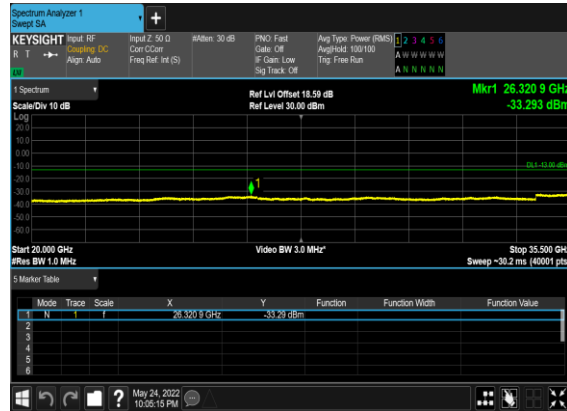 Spectrum Analyzer 1
Swept SA
+
KEYSIGHT Input: RF Input Z: 50 Ω #Atten: 30 dB PNO: Fast Avg Type: Power (RMS) 1 2 3 4 5 6
R T Coupling: DC Corr CCorr Gate: Off Avg|Hold: 100/100 A W W W W W
Align: Auto Freq Ref: Int (S) IF Gain: Low Trig: Free Run
Sig Track: Off A N N N N N
1 Spectrum Ref Lvl Offset 18.59 dB Mkr1 26.320 9 GHz
Scale/Div 10 dB Ref Level 30.00 dBm -33.293 dBm
Log
20.0
10.0
0.00
-10.0
DL1 -13.00 dBm
-20.0
1
-30.0
-40.0
-50.0
-60.0
Start 20.000 GHz Video BW 3.0 MHz* Stop 35.500 GHz
#Res BW 1.0 MHz Sweep ~30.2 ms (40001 pts
5 Marker Table
Mode Trace Scale X Y Function Function Width Function Value
1 N 1 f 26.320 9 GHz -33.29 dBm
2
3
4
5
6
? May 24, 2022
10:05:15 PM